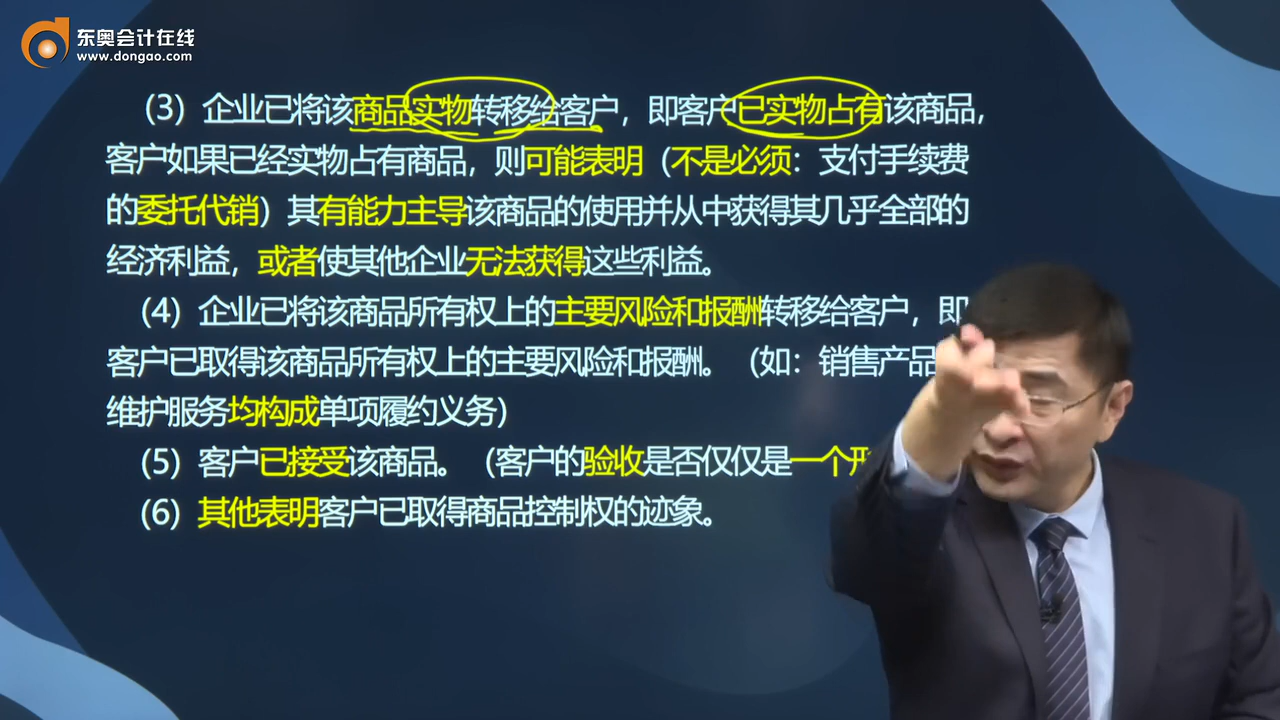 东奥会计在线
www.dongao.com
（3）企业已将该商品实物转移给客户，即客户已实物占有该商品，
客户如果已经实物占有商品，则可能表明（不是必须：支付手续费
的委托代销）其有能力主导该商品的使用并从中获得其几乎全部的
经济利益，或者使其他企业无法获得这些利益。
（4）企业已将该商品所有权上的主要风险和报酬转移给客户，即
客户已取得该商品所有权上的主要风险和报酬。（如：销售产品
维护服务均构成单项履约义务）
（5）客户已接受该商品。（客户的验收是否仅仅是一个形
（6）其他表明客户已取得商品控制权的迹象。